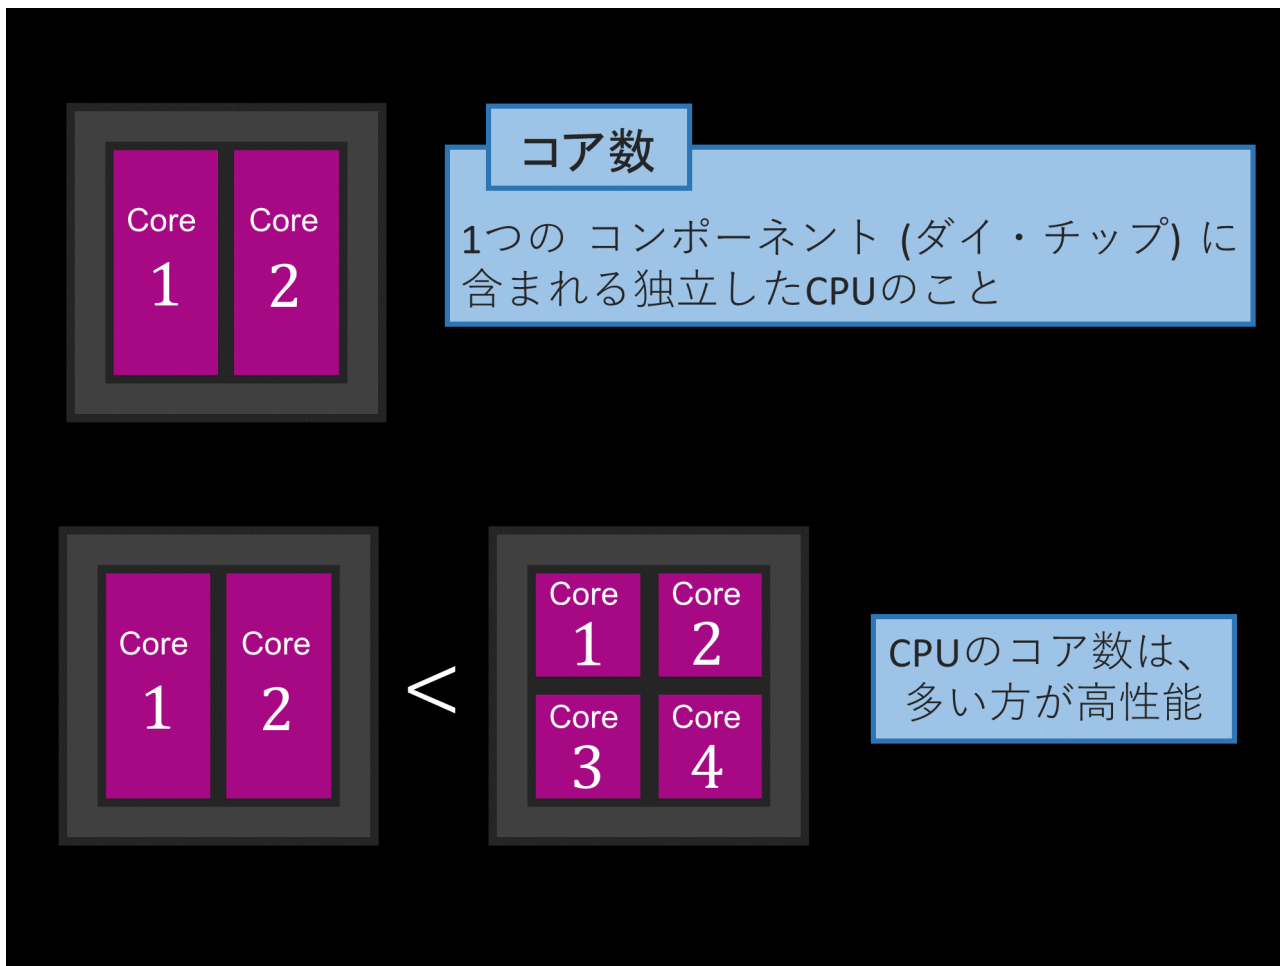 コア数
1つの コンポーネント (ダイ・チップ) に
含まれる独立したCPUのこと
Core
1
Core
2
Core
1
Core
2
<
Core
1
Core
2
Core
3
Core
4
CPUのコア数は、
多い方が高性能